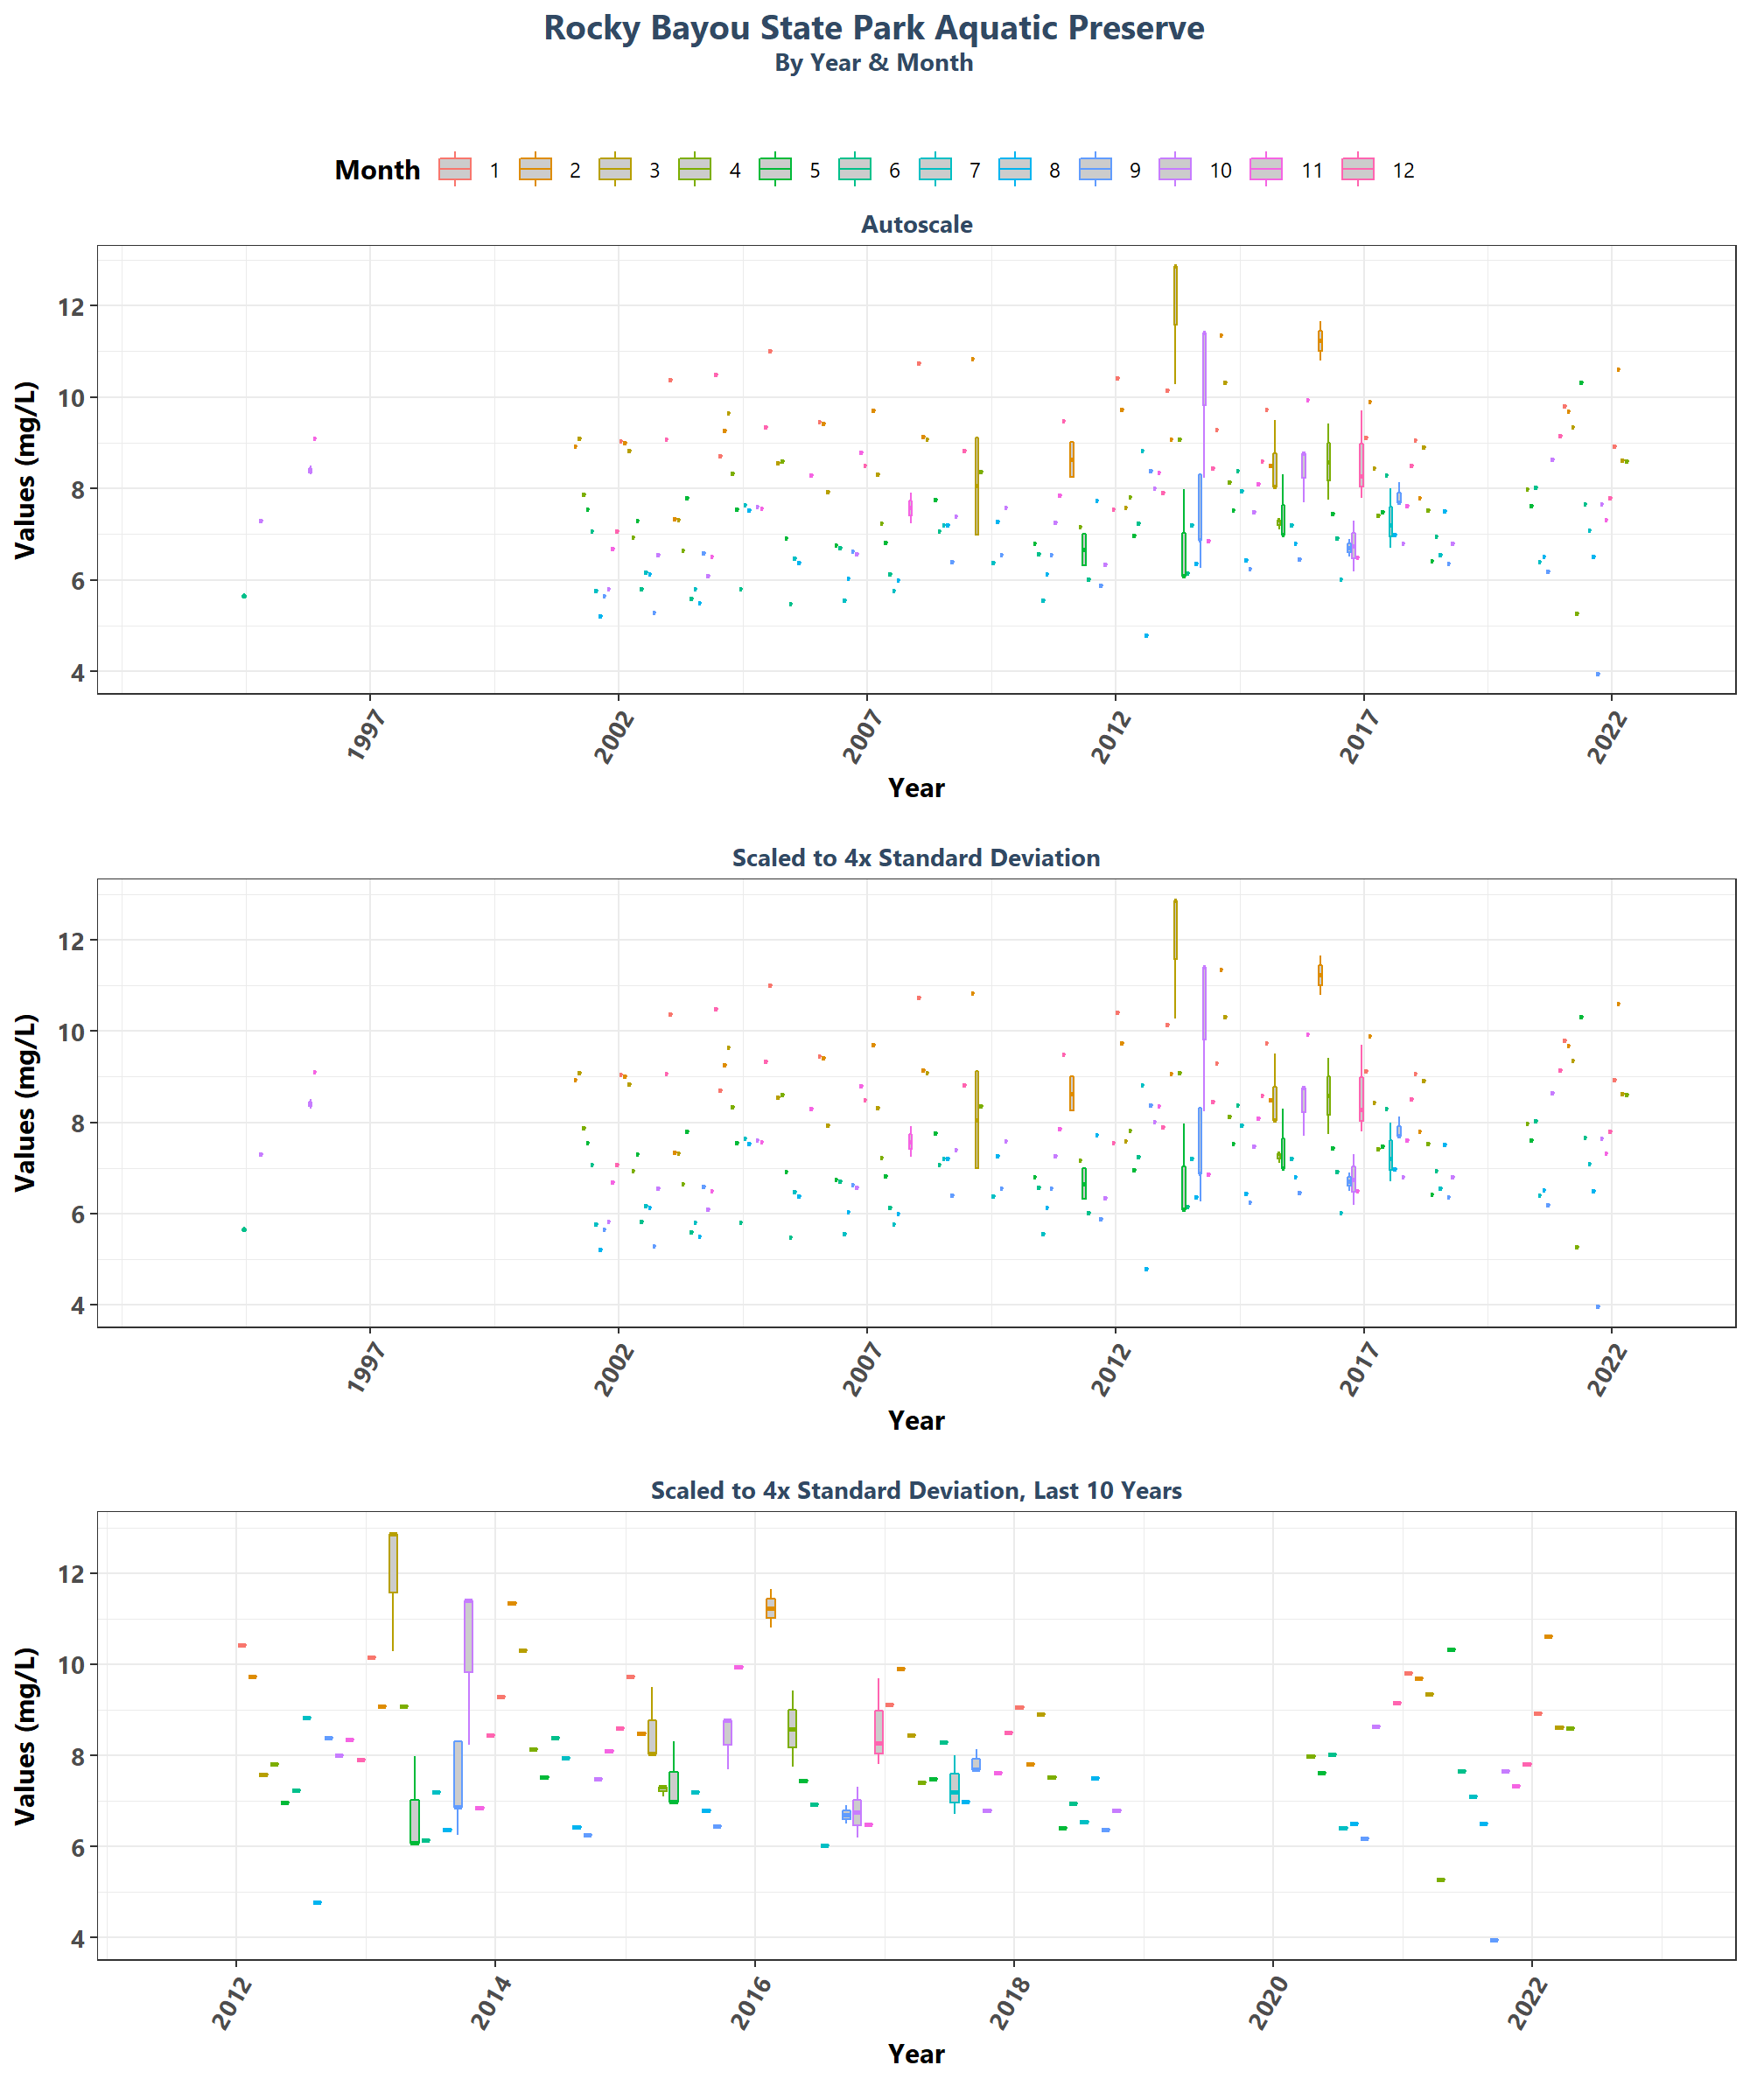 Rocky Bayou State Park Aquatic Preserve
By Year & Month
Month 1 2 3 4 5 6 7 8 9 10 11 12
Autoscale
Values (mg/L)
12
10
8
6
4
1997 2002 2007 2012 2017 2022
Year
Scaled to 4x Standard Deviation
Values (mg/L)
12
10
8
6
4
1997 2002 2007 2012 2017 2022
Year
Scaled to 4x Standard Deviation, Last 10 Years
Values (mg/L)
12
10
8
6
4
2012 2014 2016 2018 2020 2022
Year